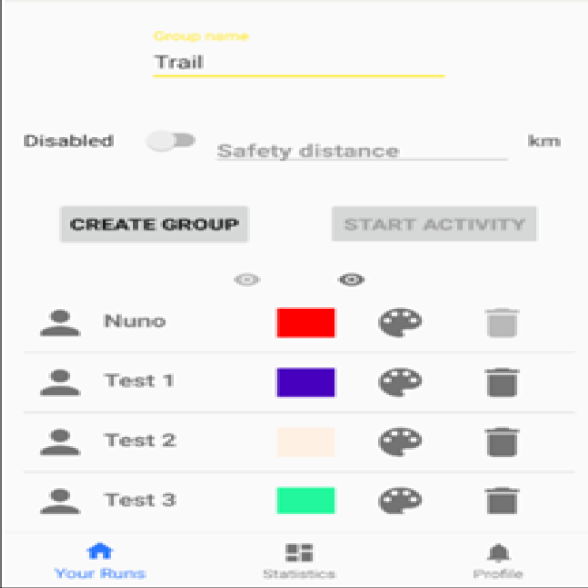 Group name
Trail
Disabled
Safety distance
km
CREATE GROUP
START ACTIVITY
Nuno
Test 1
Test 2
Test 3
Your Runs
Statistics
Profile